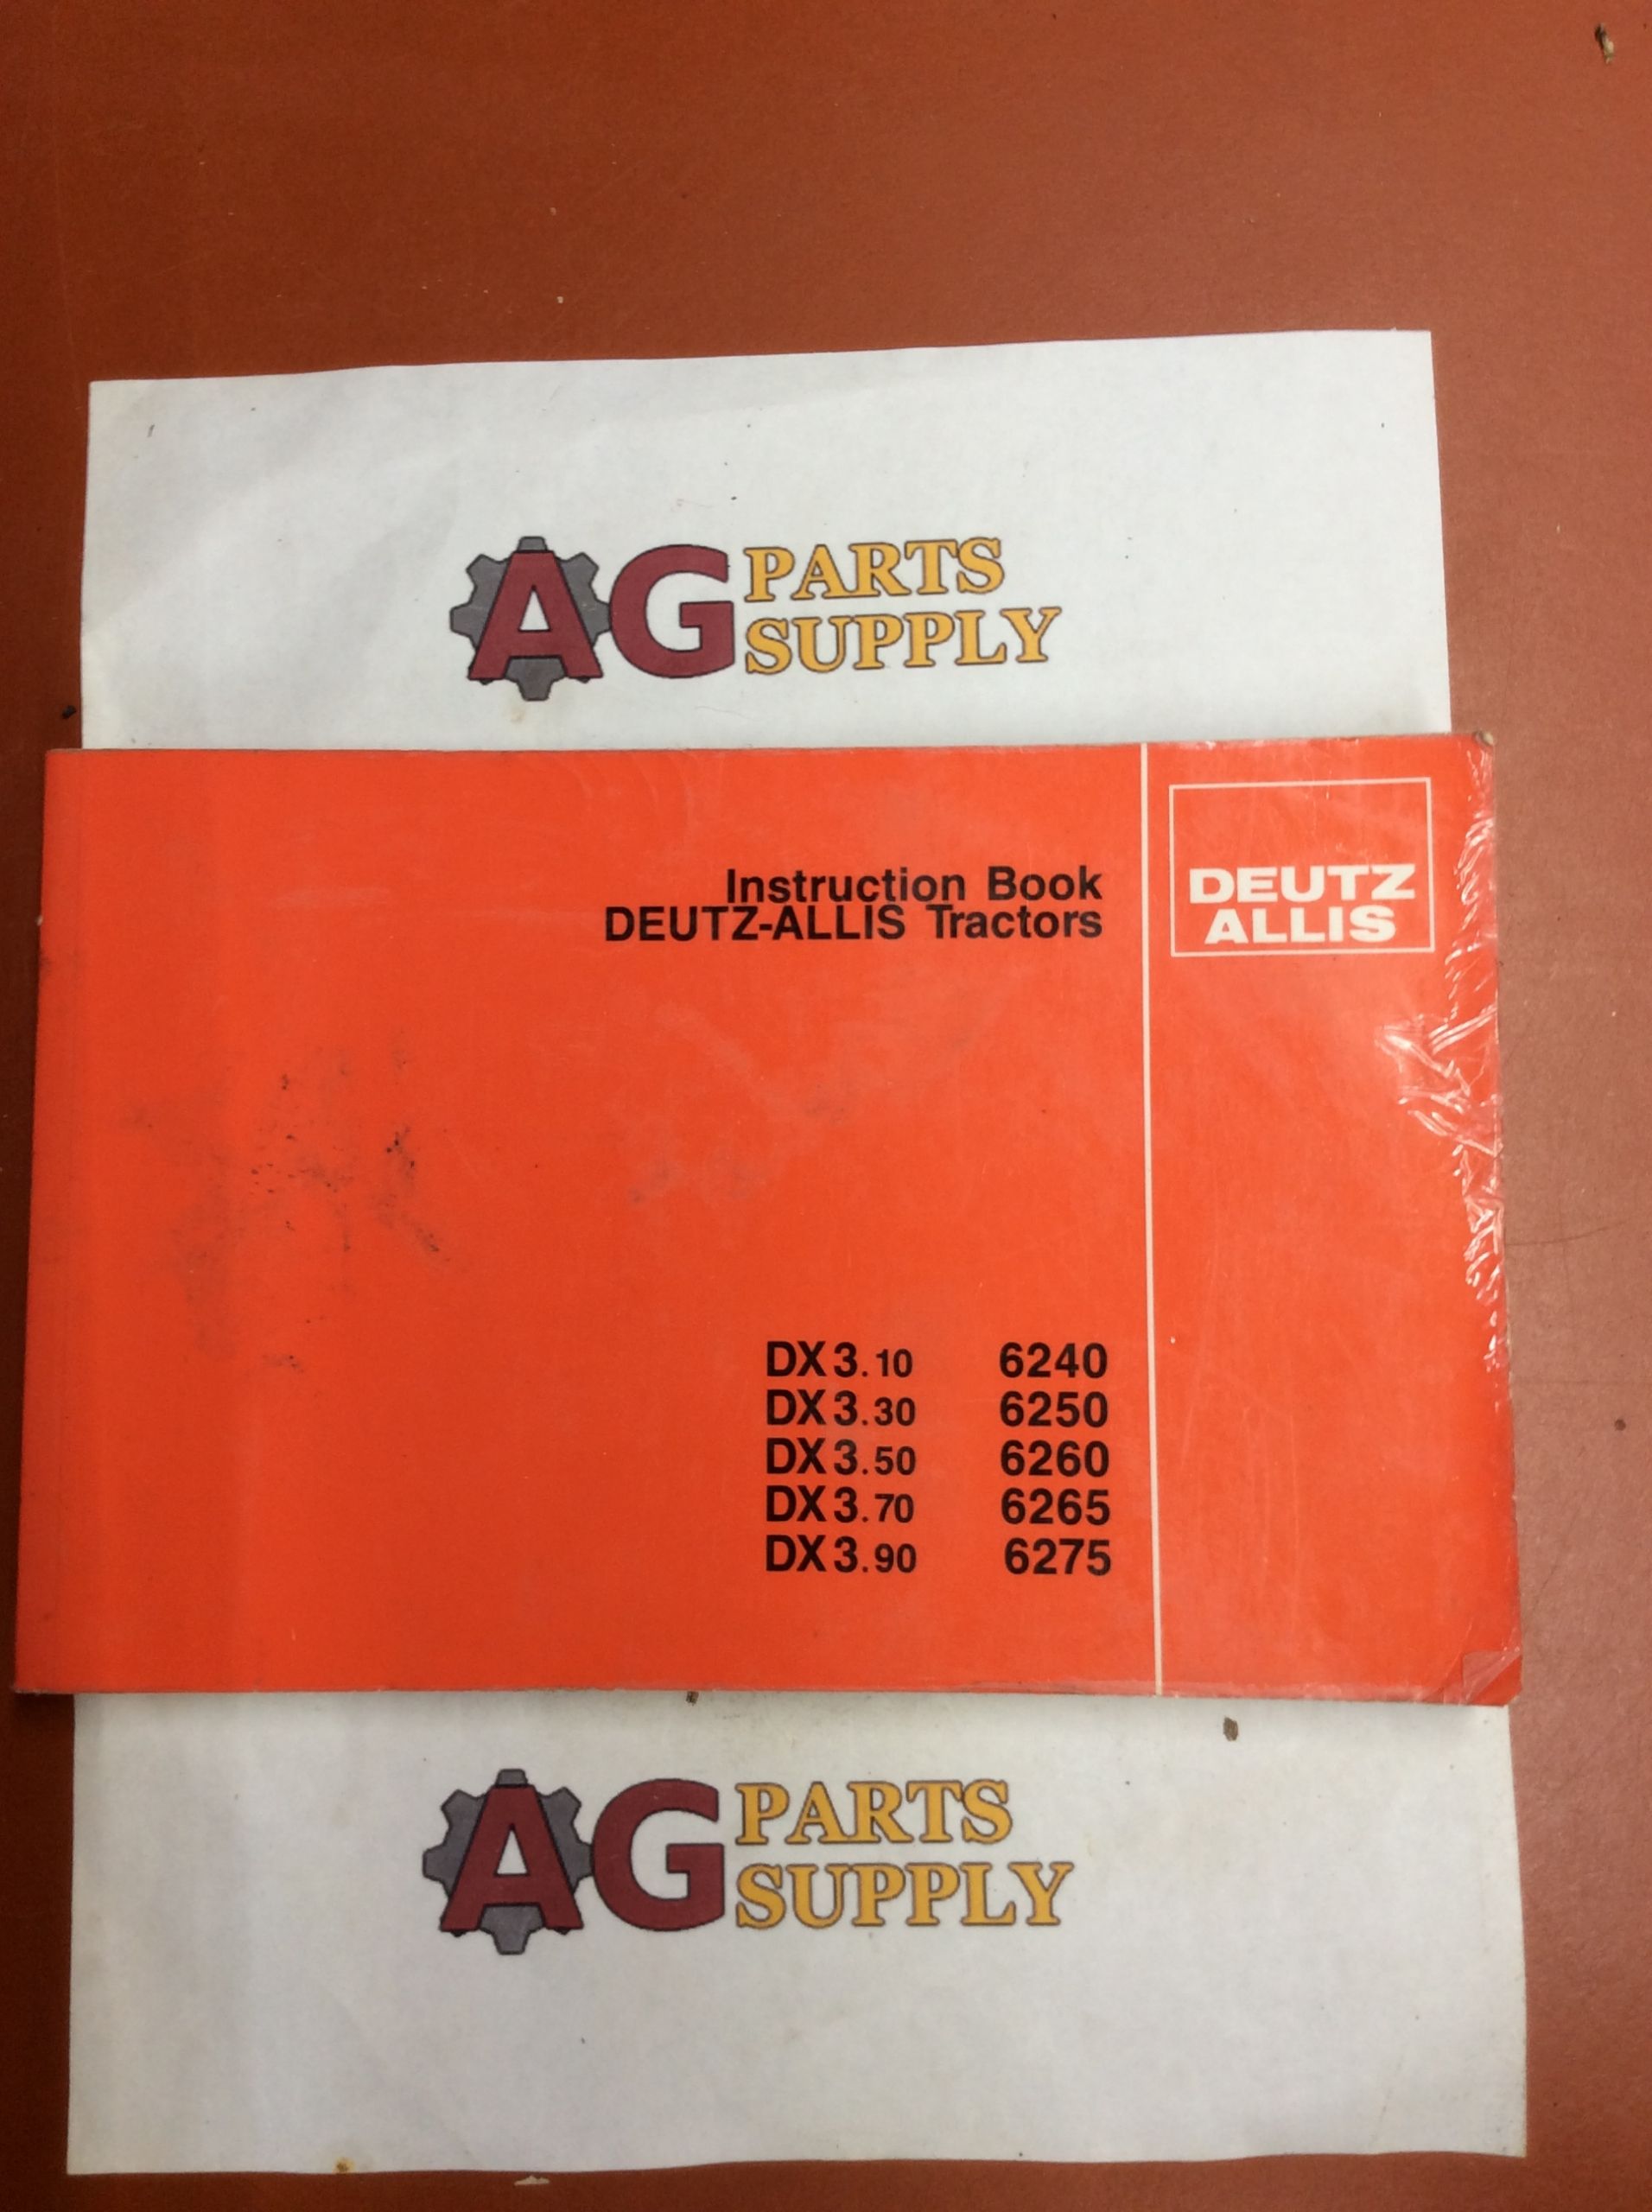 AG PARTS
SUPPLY
Instruction Book
DEUTZ-ALLIS Tractors
DEUTZ
ALLIS
DX 3.10 6240
DX 3.30 6250
DX 3.50 6260
DX 3.70 6265
DX 3.90 6275
AG PARTS
SUPPLY